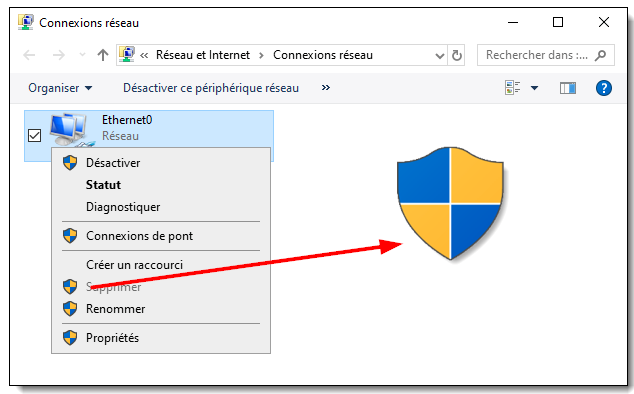 Connexions réseau
« Réseau et Internet > Connexions réseau
Rechercher dans :...
Organiser Désactiver ce périphérique réseau »
Ethernet0
Réseau
Désactiver
Statut
Diagnostiquer
Connexions de pont
Créer un raccourci
Supprimer
Renommer
Propriétés